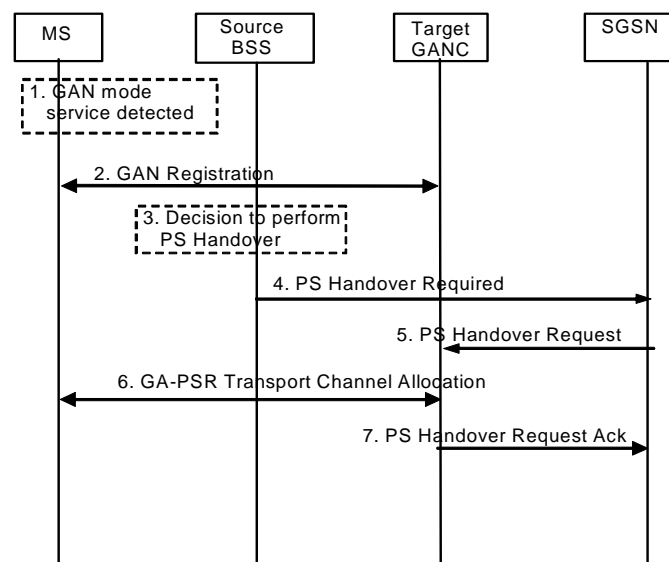 MS
Source
BSS
Target
GANC
SGSN
1. GAN mode
service detected
2. GAN Registration
3. Decision to perform
PS Handover
4. PS Handover Required
5. PS Handover Request
6. GA-PSR Transport Channel Allocation
7. PS Handover Request Ack